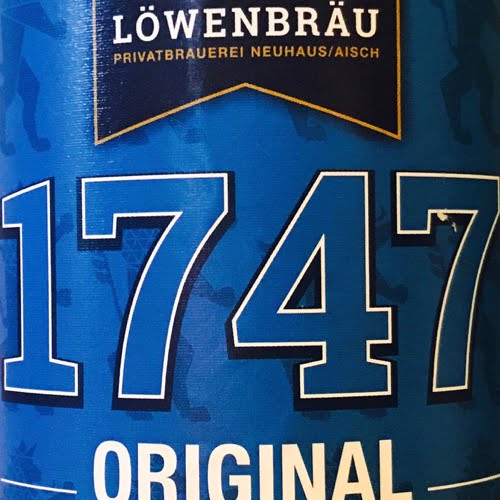 LÖWENBRÄU
PRIVATBRAUEREI NEUHAUS/AISCH
1747
ORIGINAL